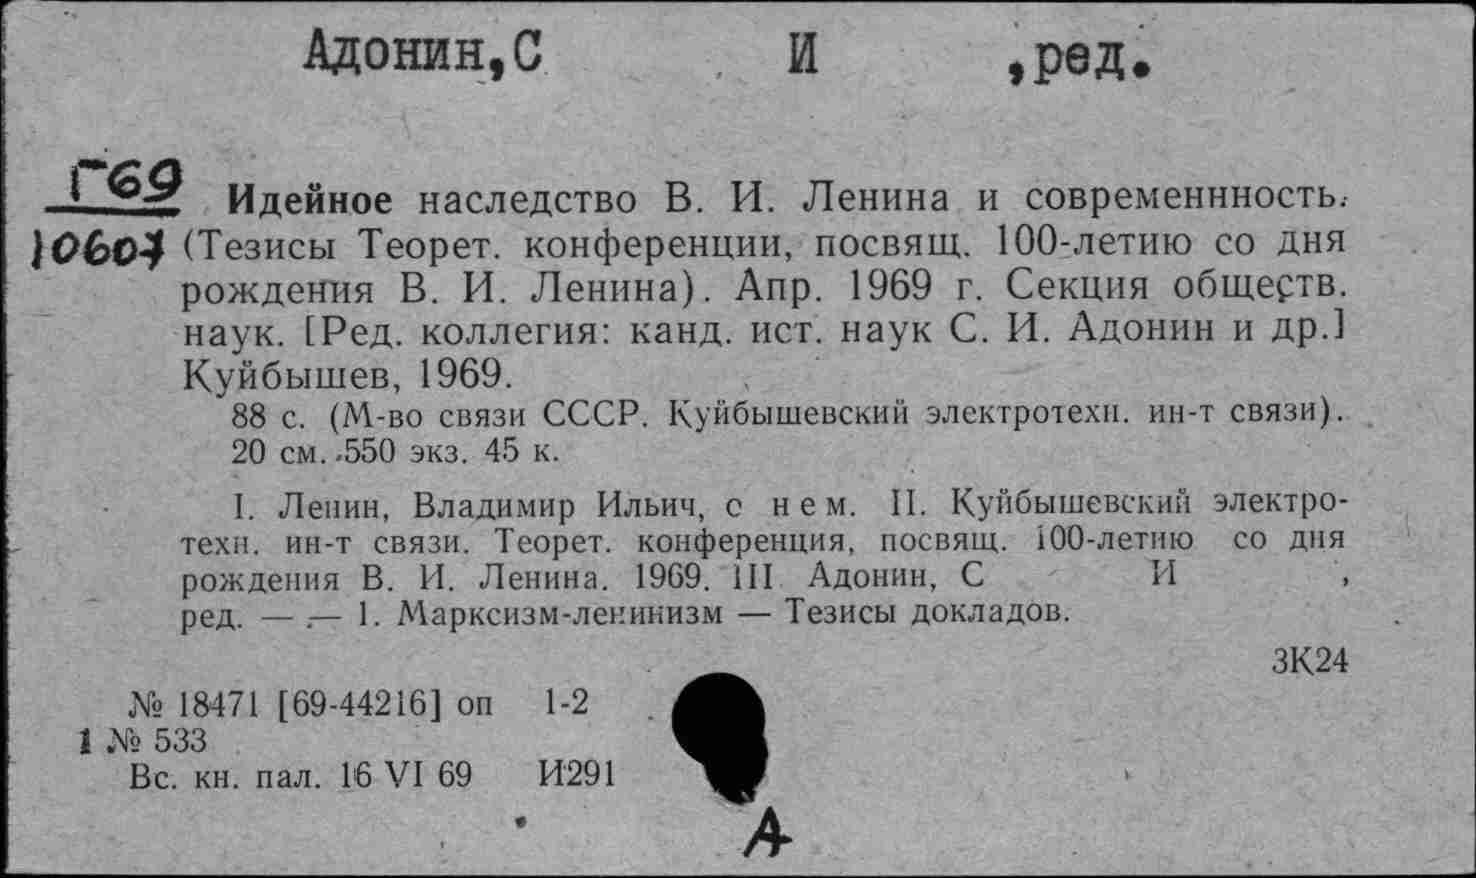 Адонин,С И ,ред.
Г69
Идейное наследство В. И. Ленина и современнность.
10604 (Тезисы Теорет. конференции, посвящ. 100-летию со дня
рождения В. И. Ленина). Апр. 1969 г. Секция обществ.
наук. [Ред. коллегия: канд. ист. наук С. И. Адонин и др.]
Куйбышев, 1969.
88 с. (М-во связи СССР. Куйбышевский электротехн. ин-т связи).
20 см. 550 экз. 45 к.
I. Ленин, Владимир Ильич, с нем. II. Куйбышевский электро-
техн. ин-т связи. Теорет. конференция, посвящ. 100-летию со дня
рождения В. И. Ленина. 1969. III Адонин, С И ,
ред. — — 1. Марксизм-ленинизм — Тезисы докладов.
3К24
№ 18471 [69-44216] оп 1-2
1 № 533
Вс. кн. пал. 16 VI 69 И291
А